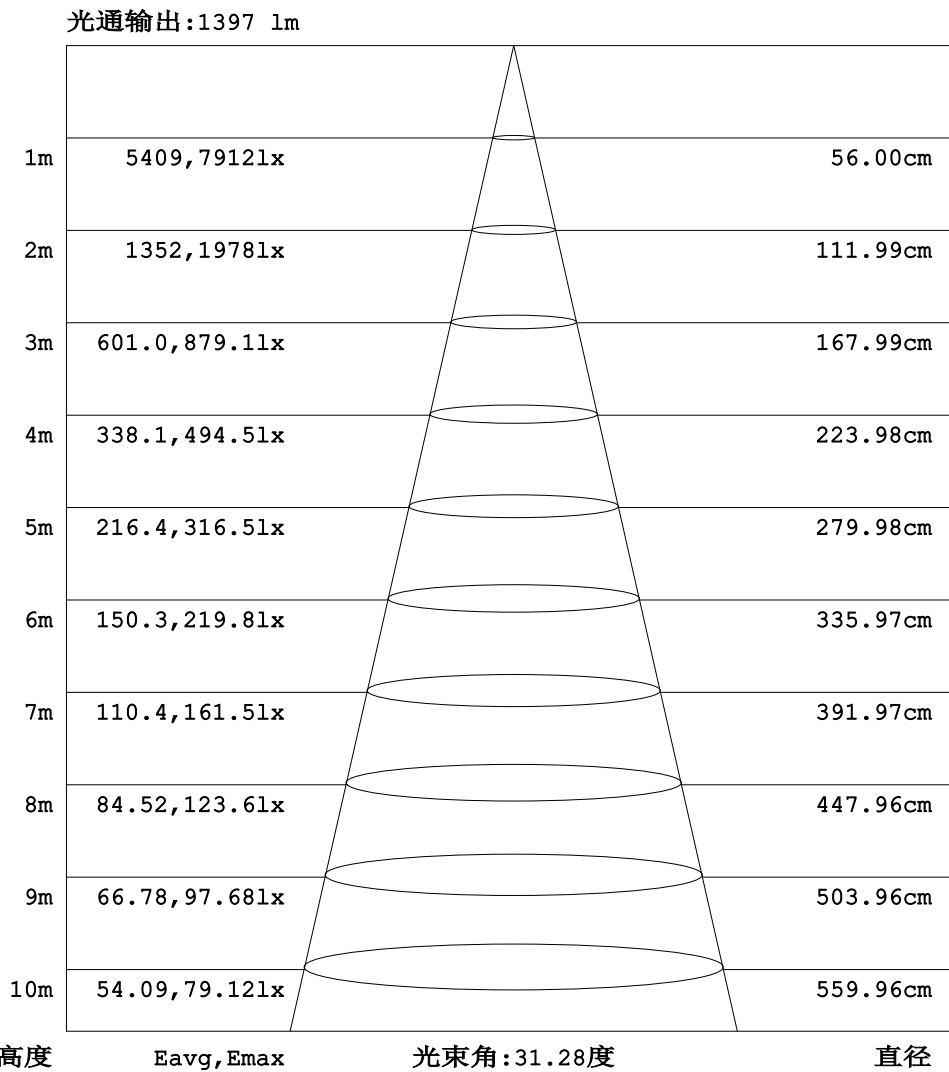 光通输出:1397 lm
1m 5409,7912lx 56.00cm
2m 1352,1978lx 111.99cm
3m 601.0,879.1lx 167.99cm
4m 338.1,494.5lx 223.98cm
5m 216.4,316.5lx 279.98cm
6m 150.3,219.8lx 335.97cm
7m 110.4,161.5lx 391.97cm
8m 84.52,123.6lx 447.96cm
9m 66.78,97.68lx 503.96cm
10m 54.09,79.12lx 559.96cm
高度 Eavg,Emax 光束角:31.28度 直径